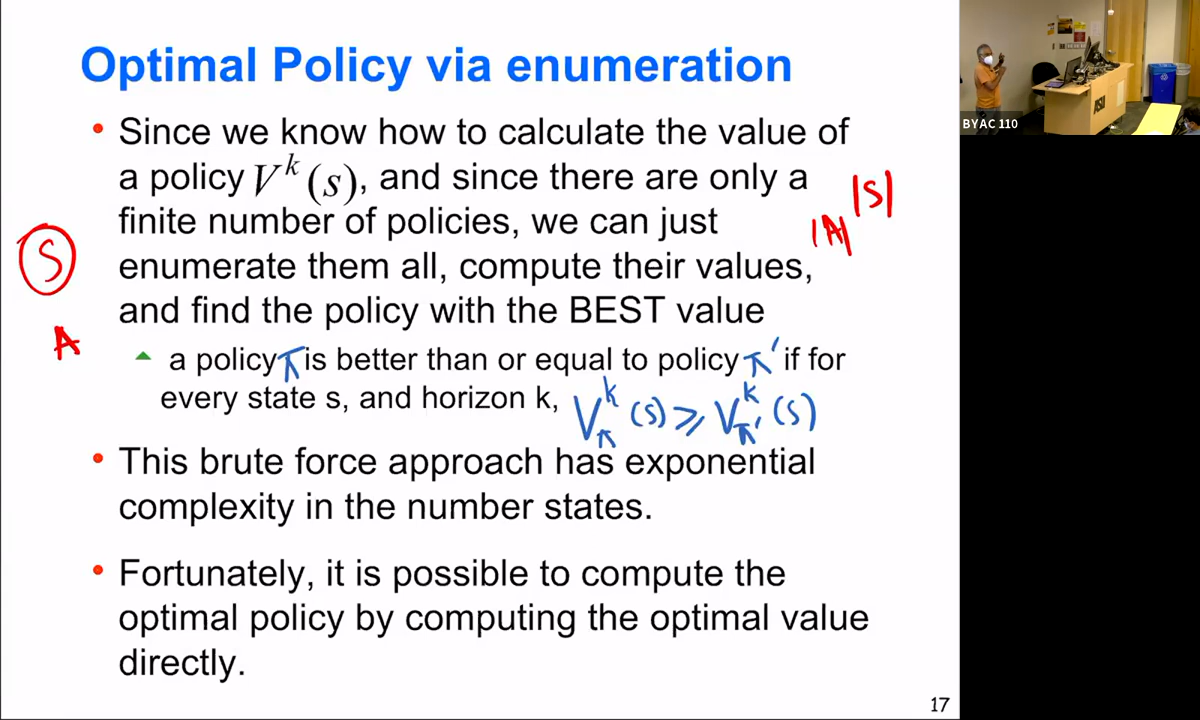 Optimal Policy via enumeration
• Since we know how to calculate the value of
a policy V^k(s), and since there are only a
finite number of policies, we can just
enumerate them all, compute their values,
and find the policy with the BEST value
a policy π is better than or equal to policy π' if for
every state s, and horizon k, V_π^k(s) ≥ V_π'^k(s)
• This brute force approach has exponential
complexity in the number states.
• Fortunately, it is possible to compute the
optimal policy by computing the optimal value
directly.
17
S
A
|A|^|S|
BYAC 110
ASU